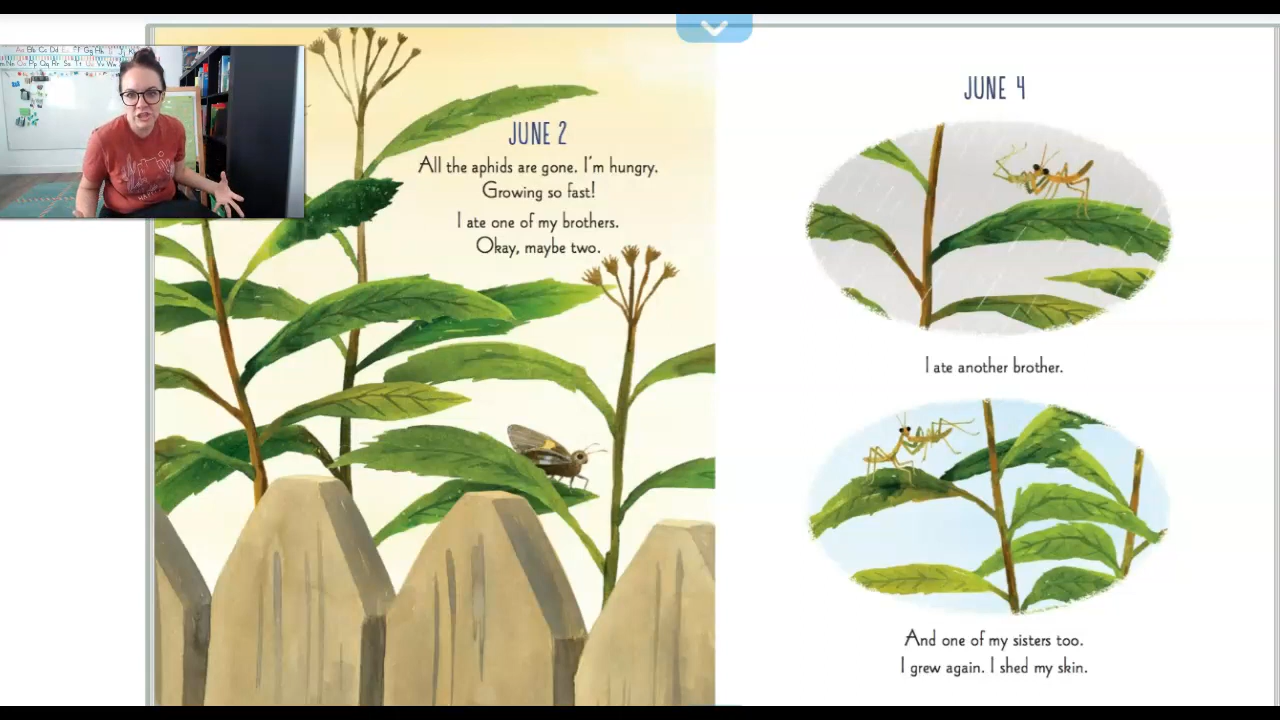 JUNE 2
All the aphids are gone. I'm hungry.
Growing so fast!
I ate one of my brothers.
Okay, maybe two.
JUNE 4
I ate another brother.
And one of my sisters too.
I grew again. I shed my skin.